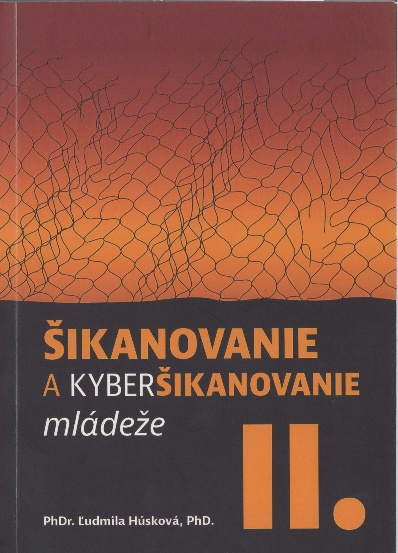 ŠIKANOVANIE
A KYBERŠIKANOVANIE
mládeže
II.
PhDr. Ľudmila Húsková, PhD.